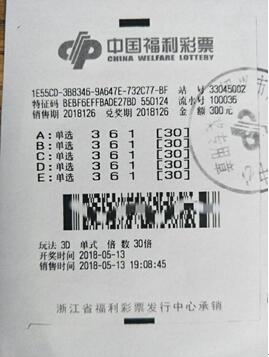 中国福利彩票
CHINA WELFARE LOTTERY
1E55CD-3B8346-9A647E-732C77-BF 站 号 33045002
特征码 BEBF6EFFBADE27BD 550124 流水号 100036
销售期 2018126 兑奖期 2018126 金 额 300元
A: 单选 3 6 1 [30]
B: 单选 3 6 1 [30]
C: 单选 3 6 1 [30]
D: 单选 3 6 1 [30]
E: 单选 3 6 1 [30]
玩法 3D 单式 倍 数 30倍
开奖时间 2018-05-13
销售时间 2018-05-13 19:08:45
浙江省福利彩票发行中心承销